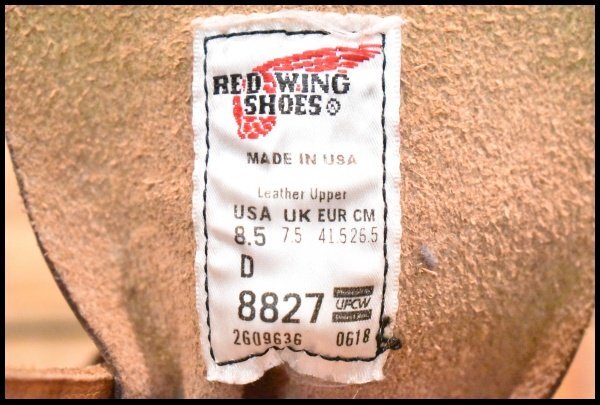 RED WING
SHOES®
MADE IN USA
Leather Upper
USA UK EUR CM
8.5 7.5 41.5 26.5
D
8827 UFCW
2609636 0618